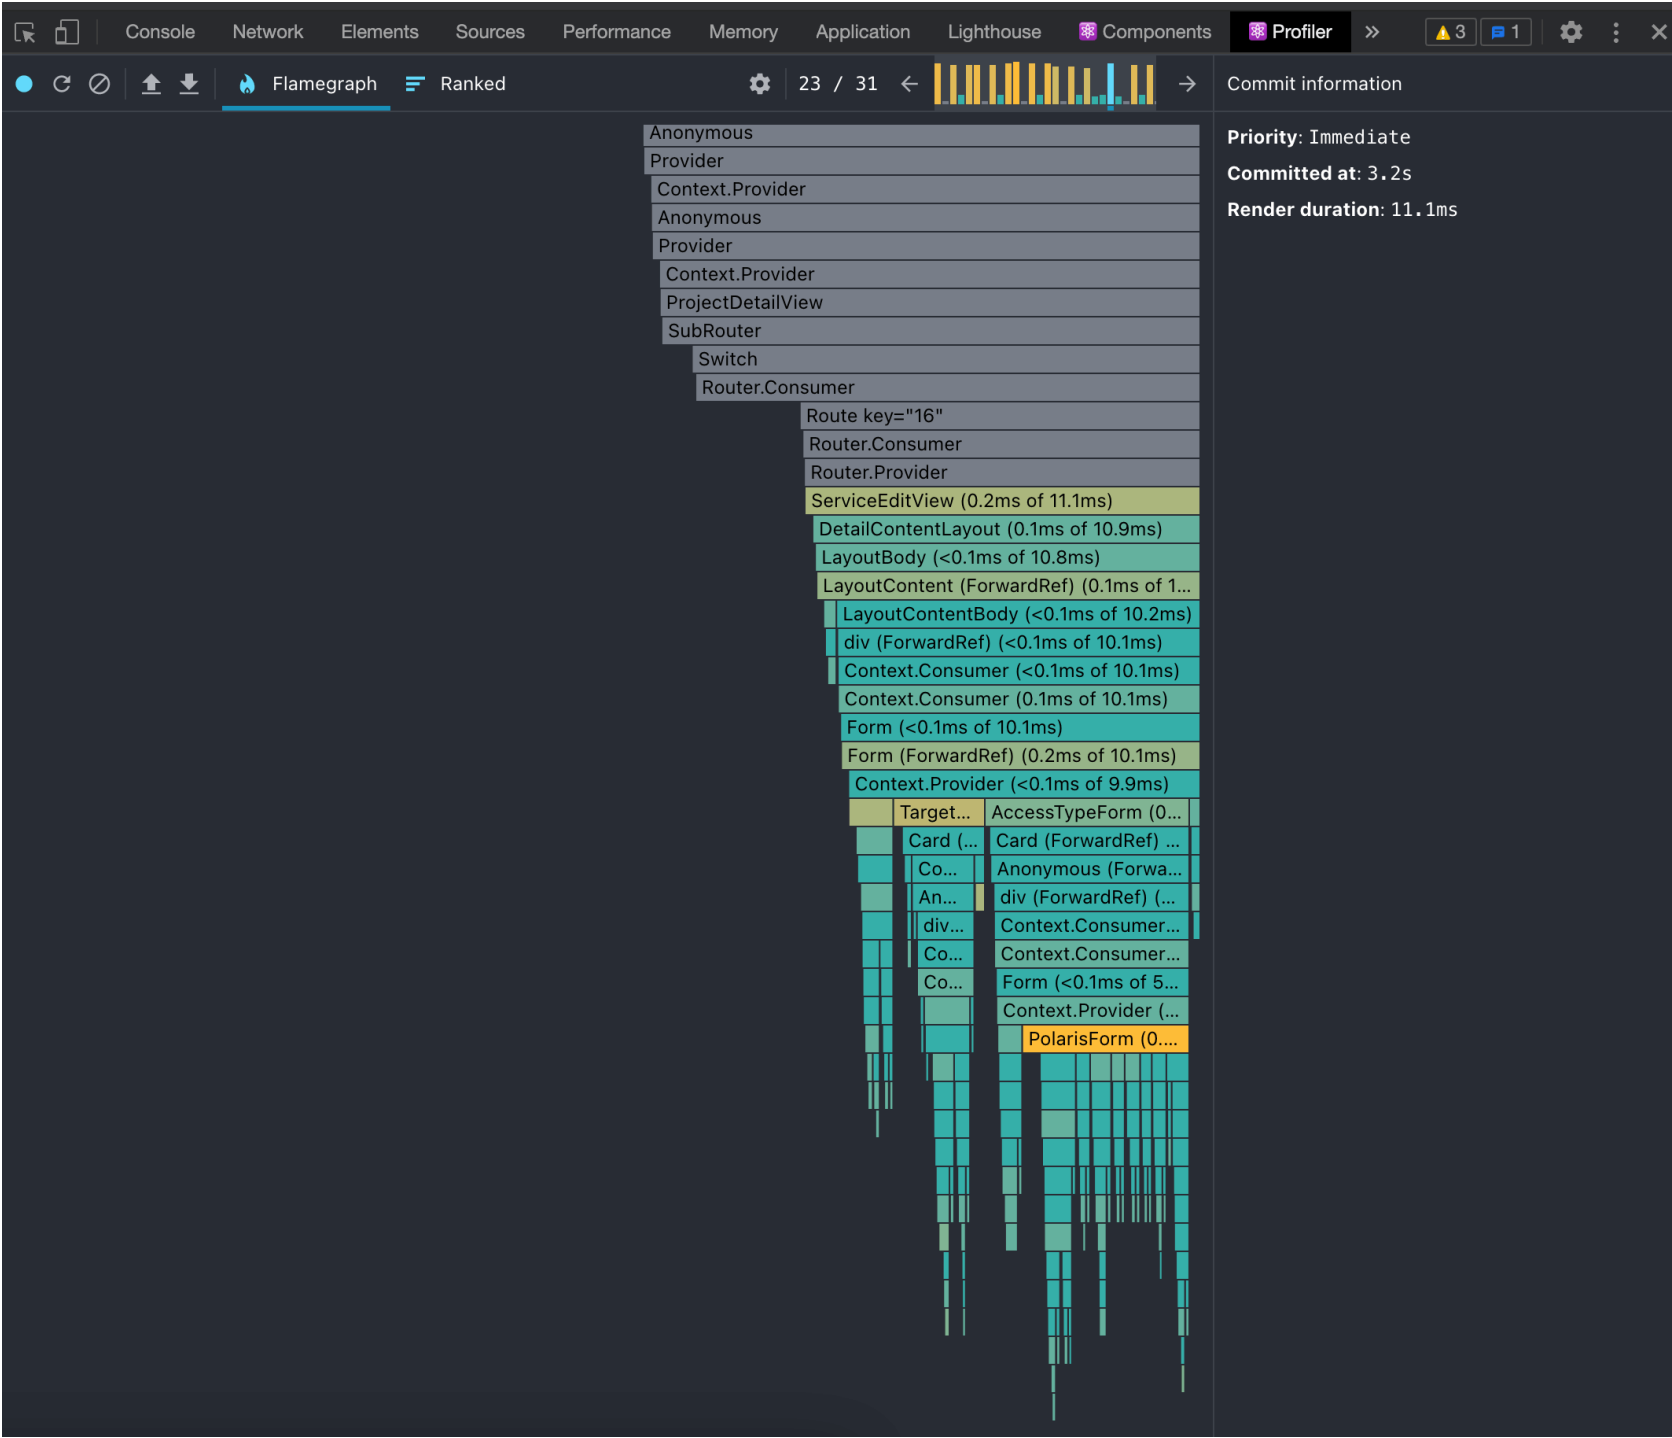 Console Network Elements Sources Performance Memory Application Lighthouse Components Profiler » 3 1
Flamegraph Ranked 23 / 31 Commit information
Priority: Immediate
Committed at: 3.2s
Render duration: 11.1ms
Anonymous
Provider
Context.Provider
Anonymous
Provider
Context.Provider
ProjectDetailView
SubRouter
Switch
Router.Consumer
Route key="16"
Router.Consumer
Router.Provider
ServiceEditView (0.2ms of 11.1ms)
DetailContentLayout (0.1ms of 10.9ms)
LayoutBody (<0.1ms of 10.8ms)
LayoutContent (ForwardRef) (0.1ms of 1...
LayoutContentBody (<0.1ms of 10.2ms)
div (ForwardRef) (<0.1ms of 10.1ms)
Context.Consumer (<0.1ms of 10.1ms)
Context.Consumer (0.1ms of 10.1ms)
Form (<0.1ms of 10.1ms)
Form (ForwardRef) (0.2ms of 10.1ms)
Context.Provider (<0.1ms of 9.9ms)
Target... AccessTypeForm (0...
Card (... Card (ForwardRef) ...
Co... Anonymous (Forwa...
An... div (ForwardRef) (...
div... Context.Consumer...
Co... Context.Consumer...
Co... Form (<0.1ms of 5...
Context.Provider (...
PolarisForm (0....